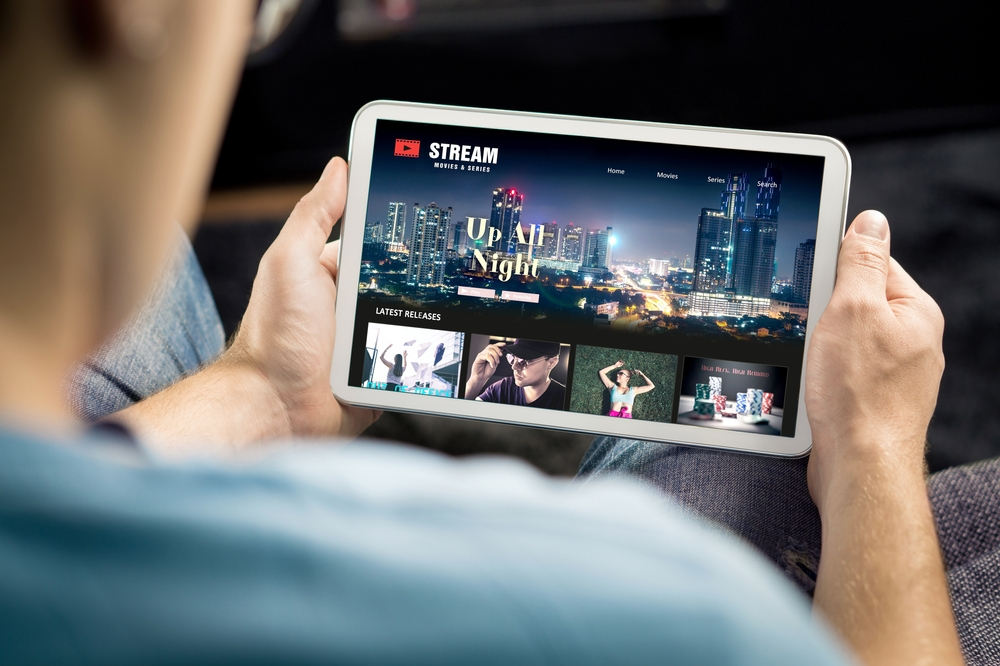 STREAM
MOVIES & SERIES
Home Movies Series Search
Up All
Night
LATEST RELEASES
High Risk, High Reward